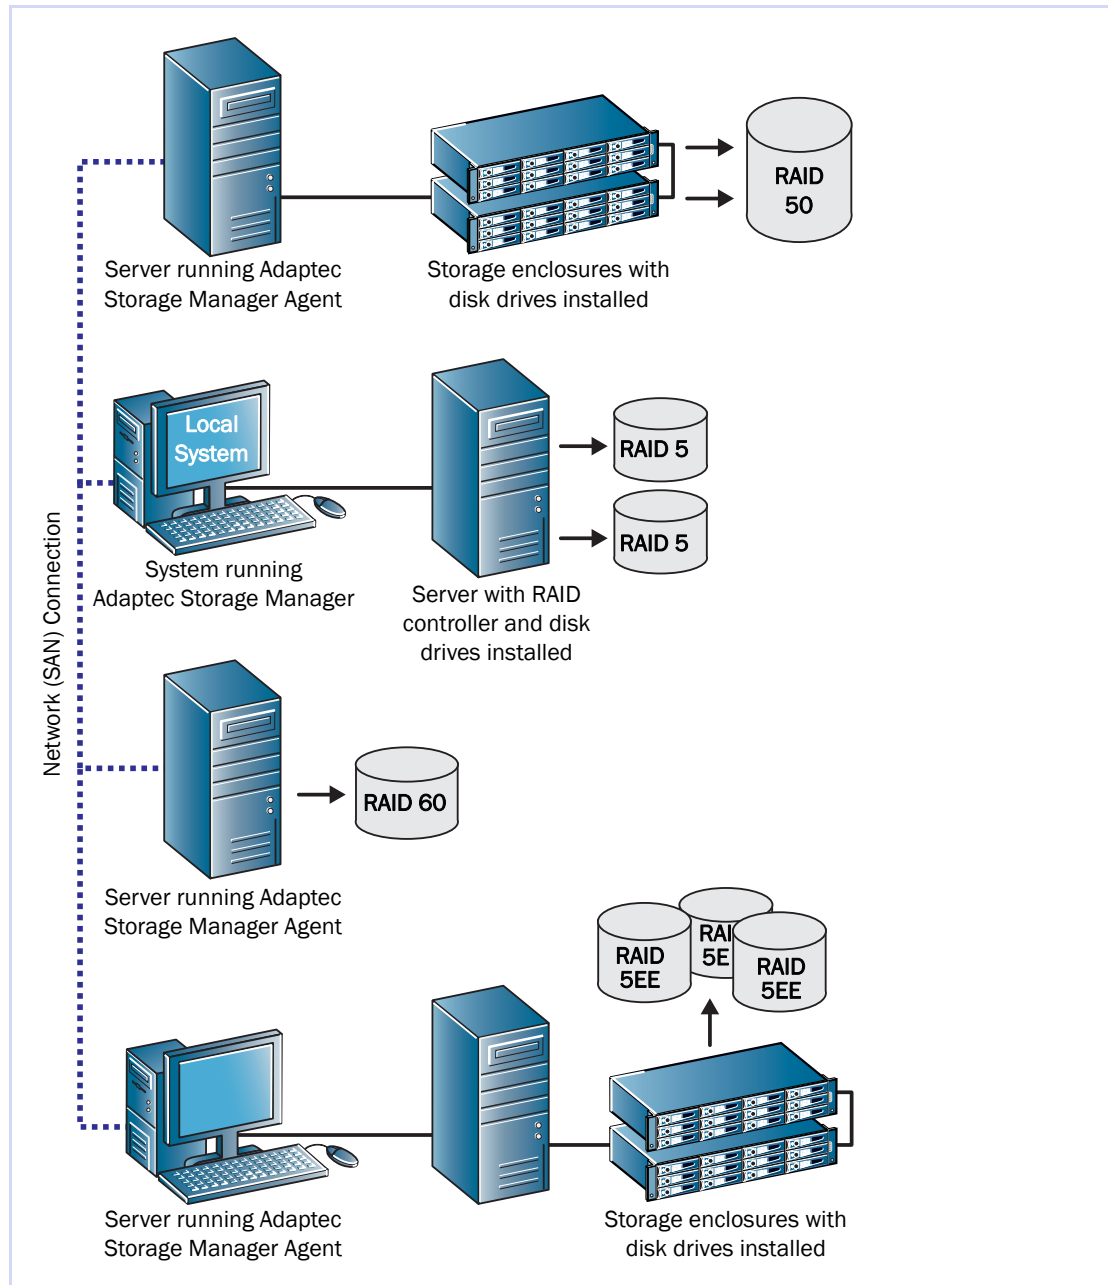 RAID
50
Server running Adaptec
Storage Manager Agent
Storage enclosures with
disk drives installed
Local
System
RAID 5
RAID 5
System running
Adaptec Storage Manager
Server with RAID
controller and disk
drives installed
Network (SAN) Connection
RAID 60
Server running Adaptec
Storage Manager Agent
RAID
5EE
RAI
5E
RAID
5EE
Server running Adaptec
Storage Manager Agent
Storage enclosures with
disk drives installed